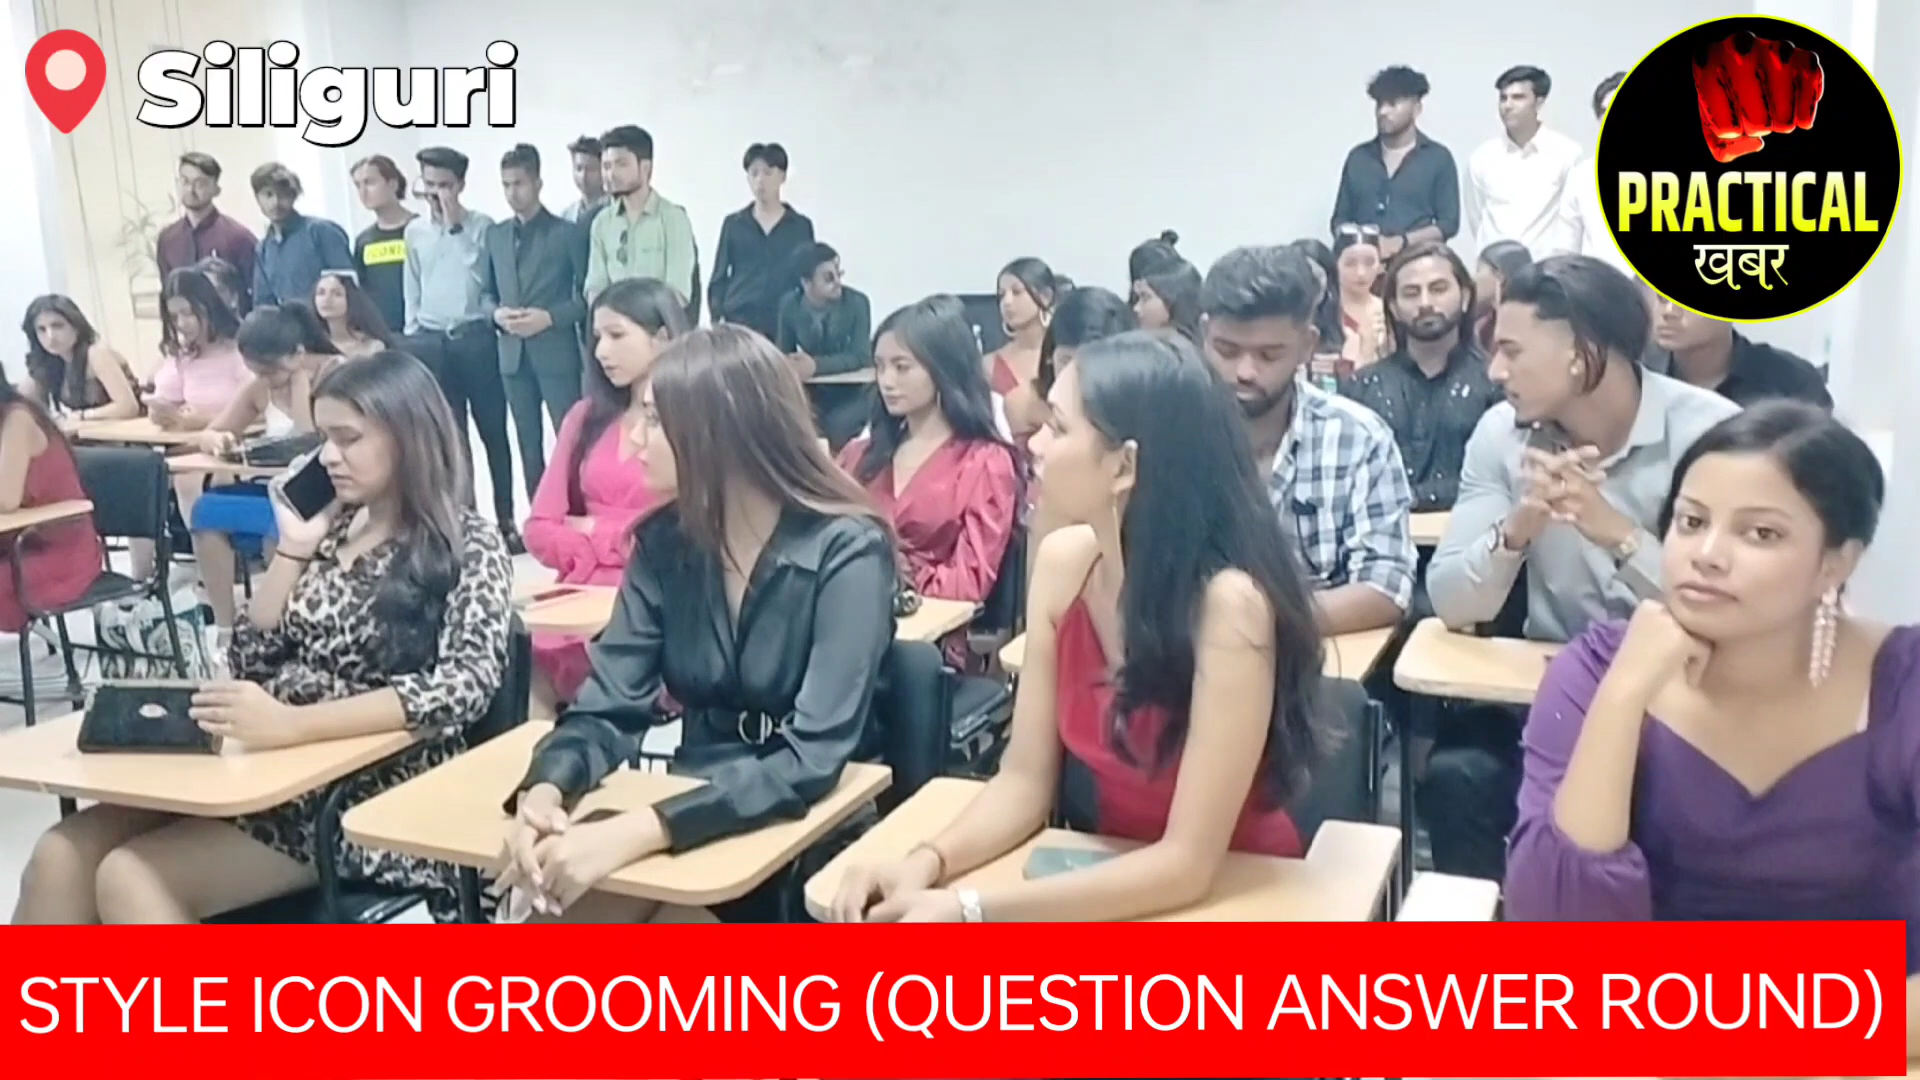 Siliguri
PRACTICAL
खबर
STYLE ICON GROOMING (QUESTION ANSWER ROUND)